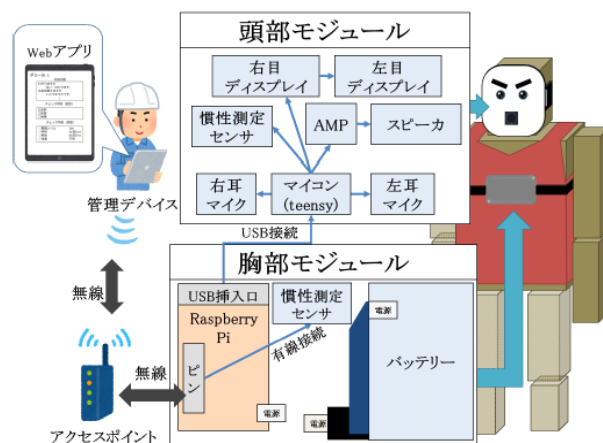 頭部モジュール
Webアプリ
右目
ディスプレイ
左目
ディスプレイ
慣性測定
センサ
AMP
スピーカ
右耳
マイク
マイコン
(teensy)
左耳
マイク
管理デバイス
USB接続
胸部モジュール
無線
USB挿入口
Raspberry
Pi
慣性測定
センサ
電源
有線接続
ピン
バッテリー
無線
電源
電源
アクセスポイント